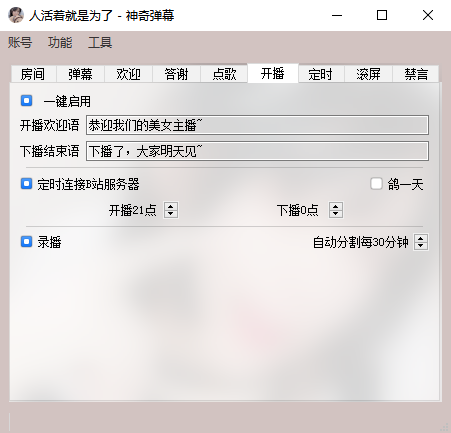 人活着就是为了 - 神奇弹幕
账号 功能 工具
房间 弹幕 欢迎 答谢 点歌 开播 定时 滚屏 禁言
一键启用
开播欢迎语 恭迎我们的美女主播~
下播结束语 下播了，大家明天见~
定时连接B站服务器 鸽一天
开播21点 下播0点
录播 自动分割每30分钟